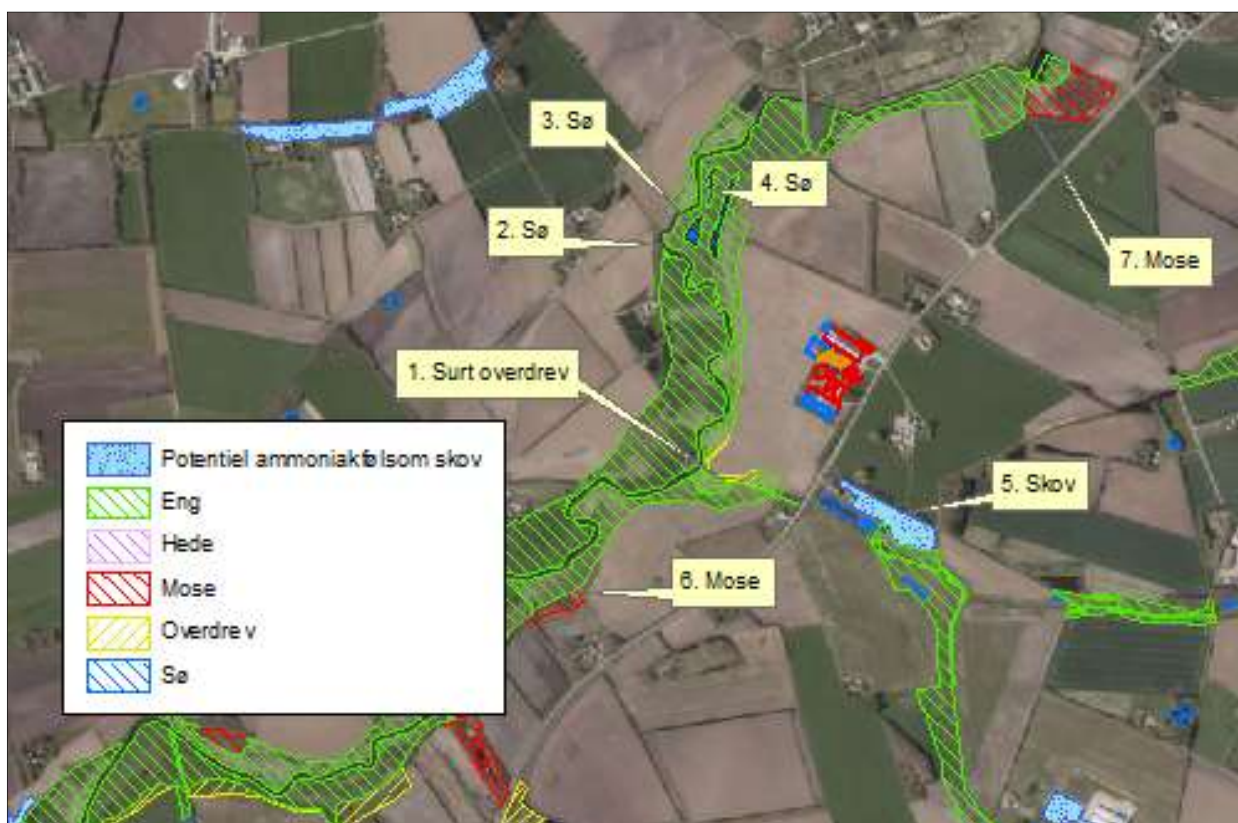 3. Sø
4. Sø
2. Sø
7. Mose
1. Surt overdrev
5. Skov
6. Mose
Potentiel ammoniakfølsom skov
Eng
Hede
Mose
Overdrev
Sø